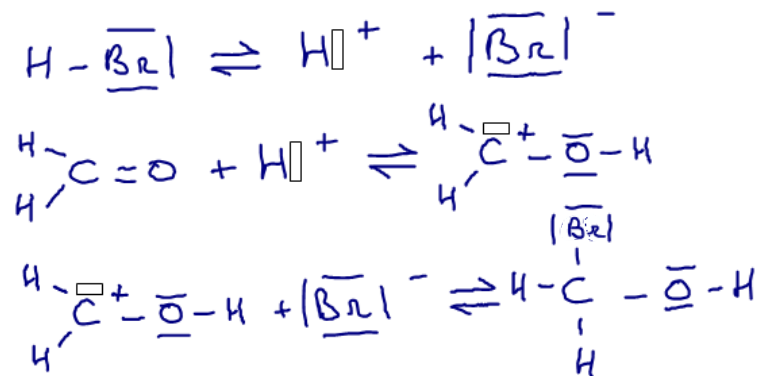 H – Br ⇌ H⁺ + Br⁻
H
C = O + H⁺ ⇌ H C⁺ – O – H
H H
Br
H C⁺ – O – H + Br⁻ ⇌ H – C – O – H
H H